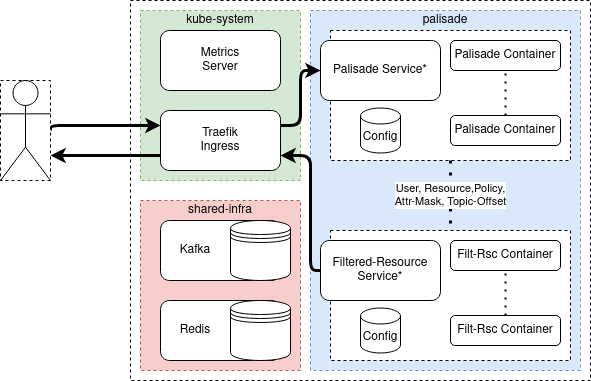 kube-system
palisade
Metrics
Server
Traefik
Ingress
Palisade Service*
Config
Palisade Container
Palisade Container
User, Resource,Policy,
Attr-Mask, Topic-Offset
shared-infra
Kafka
Redis
Filtered-Resource
Service*
Config
Filt-Rsc Container
Filt-Rsc Container